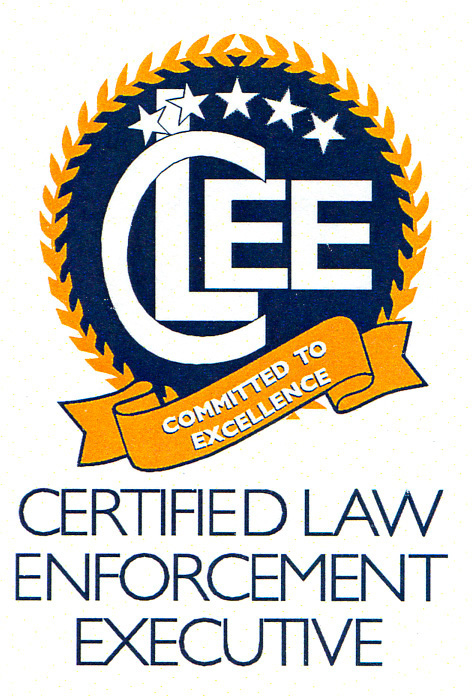 CLEE
COMMITTED TO
EXCELLENCE
CERTIFIED LAW
ENFORCEMENT
EXECUTIVE